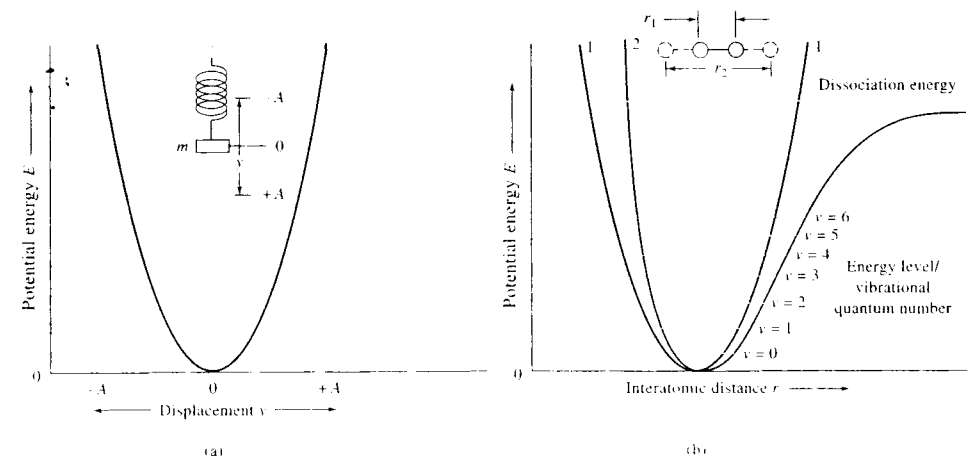 Potential energy E
m
-A
0
y
+A
0
-A
0
+A
Displacement y
(a)
r₁
1
2
1
r₂
Dissociation energy
Potential energy E
v = 6
v = 5
v = 4
v = 3
v = 2
v = 1
v = 0
Energy level/
vibrational
quantum number
0
Interatomic distance r
(b)